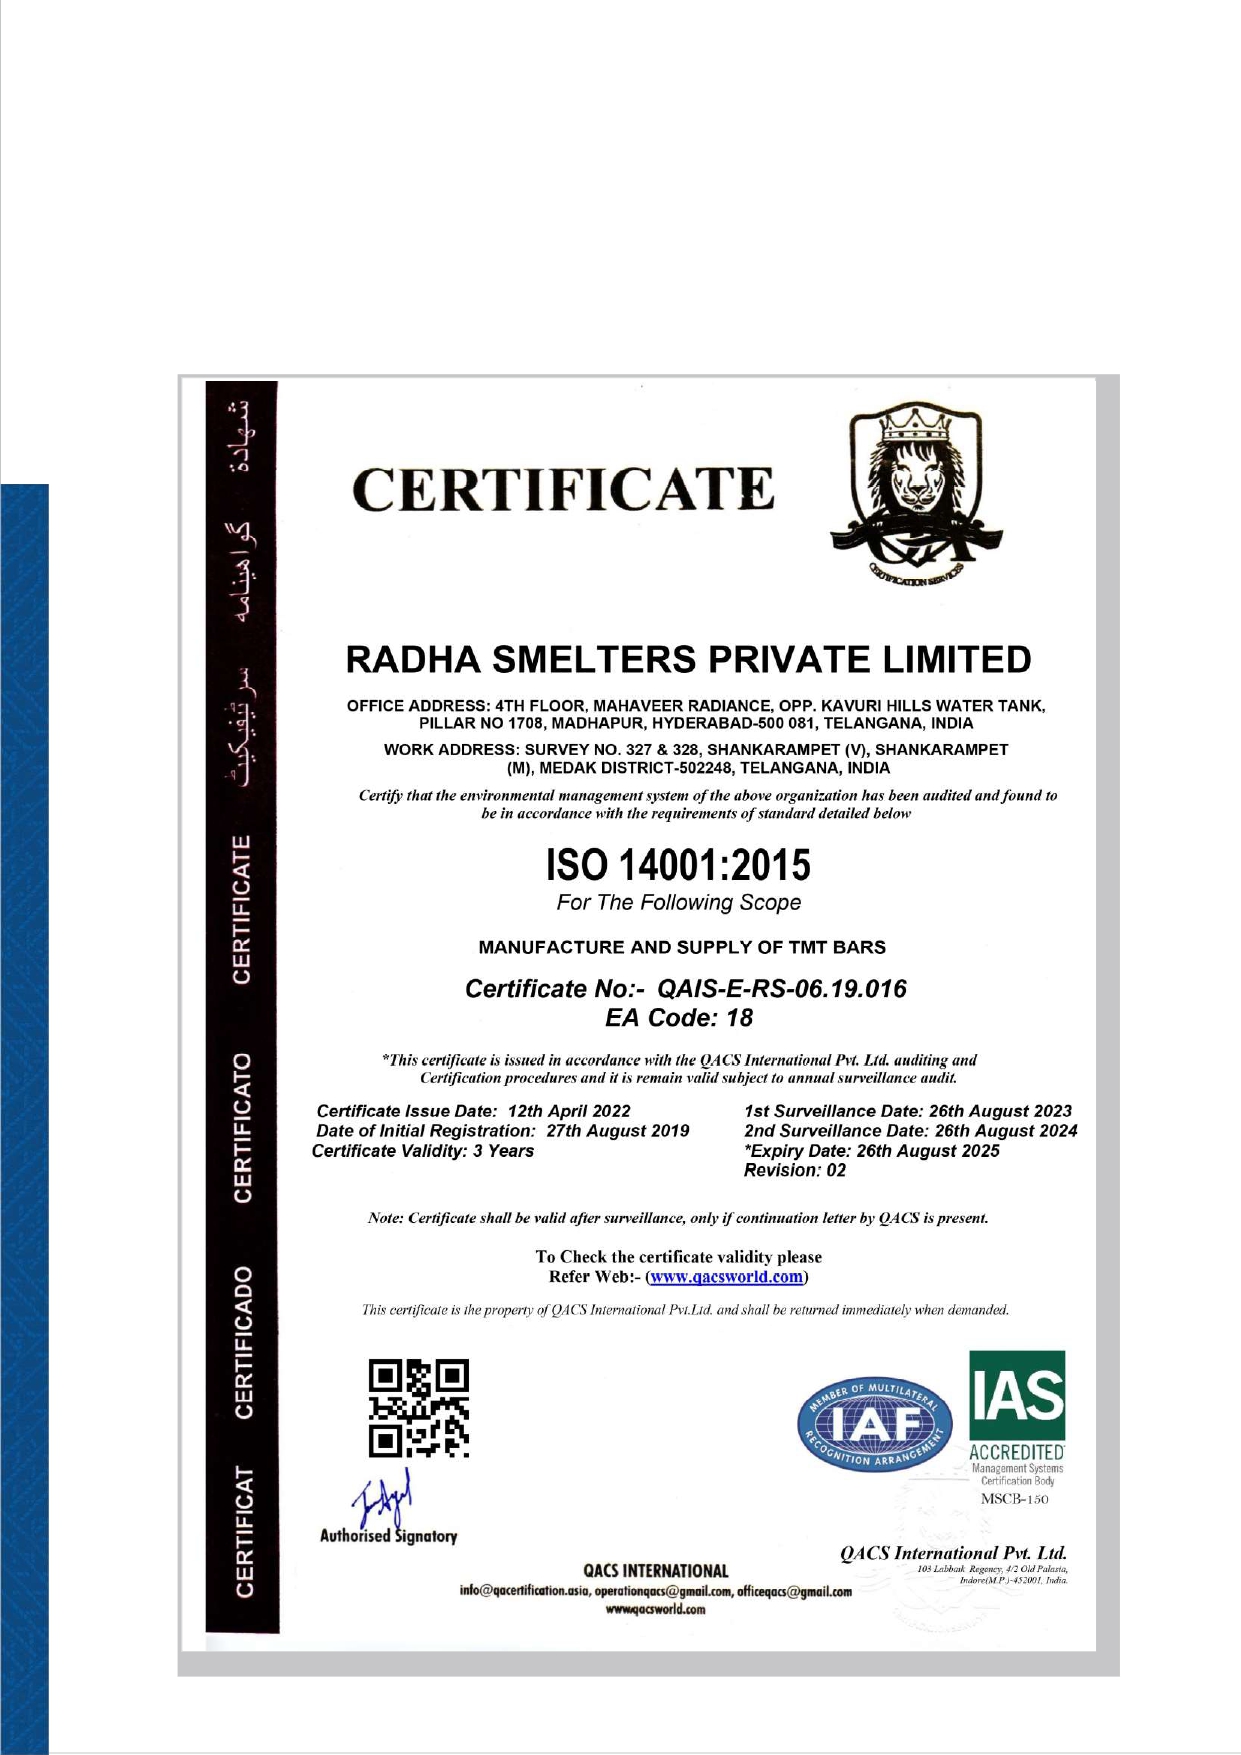 CERTIFICATE
CERTIFICATION SERVICES
شهادة
گواهينامه
سرٹیفیکیٹ
CERTIFICATE
CERTIFICATO
CERTIFICADO
CERTIFICAT
RADHA SMELTERS PRIVATE LIMITED
OFFICE ADDRESS: 4TH FLOOR, MAHAVEER RADIANCE, OPP. KAVURI HILLS WATER TANK,
PILLAR NO 1708, MADHAPUR, HYDERABAD-500 081, TELANGANA, INDIA
WORK ADDRESS: SURVEY NO. 327 & 328, SHANKARAMPET (V), SHANKARAMPET
(M), MEDAK DISTRICT-502248, TELANGANA, INDIA
Certify that the environmental management system of the above organization has been audited and found to
be in accordance with the requirements of standard detailed below
ISO 14001:2015
For The Following Scope
MANUFACTURE AND SUPPLY OF TMT BARS
Certificate No:- QAIS-E-RS-06.19.016
EA Code: 18
*This certificate is issued in accordance with the QACS International Pvt. Ltd. auditing and
Certification procedures and it is remain valid subject to annual surveillance audit.
Certificate Issue Date: 12th April 2022
Date of Initial Registration: 27th August 2019
Certificate Validity: 3 Years
1st Surveillance Date: 26th August 2023
2nd Surveillance Date: 26th August 2024
*Expiry Date: 26th August 2025
Revision: 02
Note: Certificate shall be valid after surveillance, only if continuation letter by QACS is present.
To Check the certificate validity please
Refer Web:- (www.qacsworld.com)
This certificate is the property of QACS International Pvt.Ltd. and shall be returned immediately when demanded.
MEMBER OF MULTILATERAL
IAF
RECOGNITION ARRANGEMENT
IAS
ACCREDITED
Management Systems
Certification Body
MSCB-150
Authorised Signatory
QACS International Pvt. Ltd.
103 Labbaik Regency, 4/2 Old Palasia,
Indore(M.P.)-452001, India.
QACS INTERNATIONAL
info@qacertification.asia, operationqacs@gmail.com, officeqacs@gmail.com
www.qacsworld.com